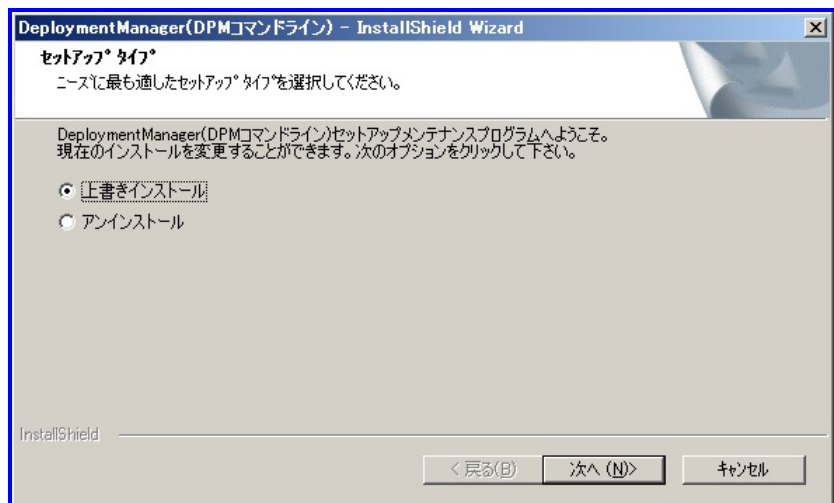 DeploymentManager(DPMコマンドライン) - InstallShield Wizard
セットアップ タイプ
ニーズに最も適したセットアップ タイプを選択してください。
DeploymentManager(DPMコマンドライン)セットアップメンテナンスプログラムへようこそ。
現在のインストールを変更することができます。次のオプションをクリックして下さい。
上書きインストール
アンインストール
InstallShield
< 戻る(B)
次へ (N)>
キャンセル